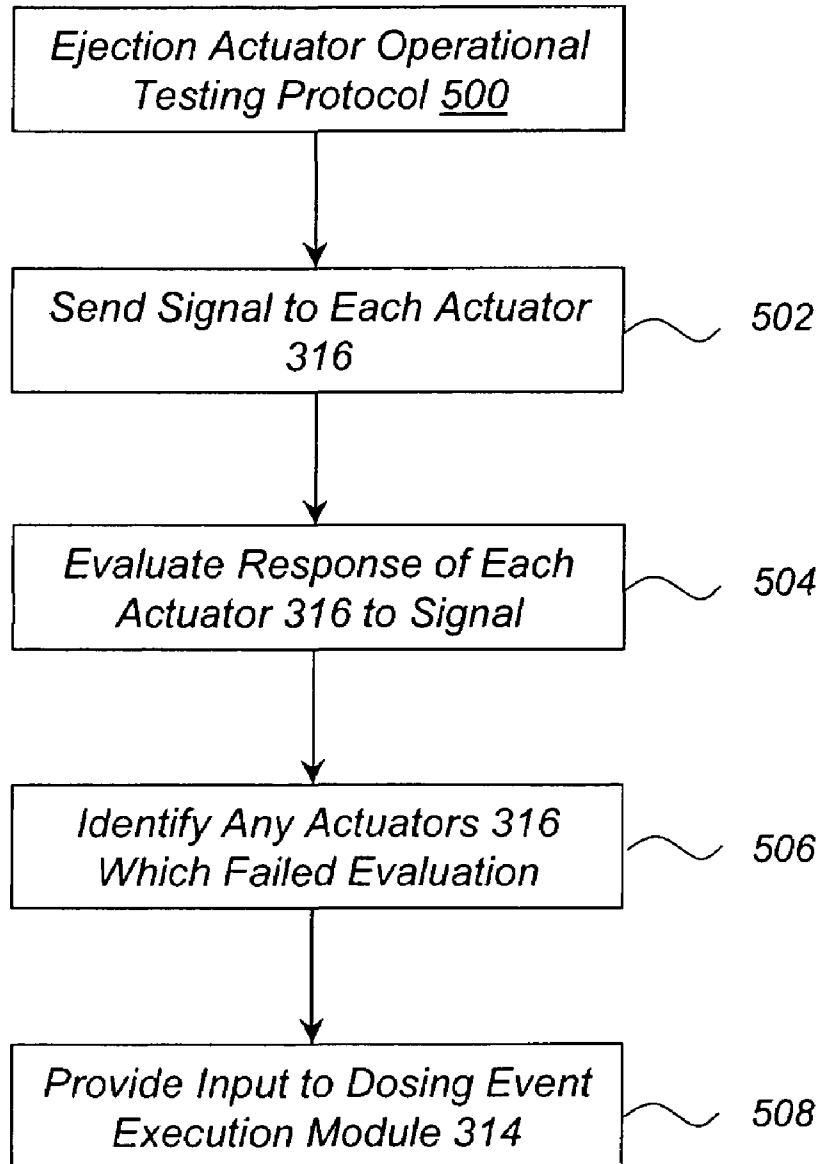 Ejection Actuator Operational
Testing Protocol 500
Send Signal to Each Actuator
316
502
Evaluate Response of Each
Actuator 316 to Signal
504
Identify Any Actuators 316
Which Failed Evaluation
506
Provide Input to Dosing Event
Execution Module 314
508